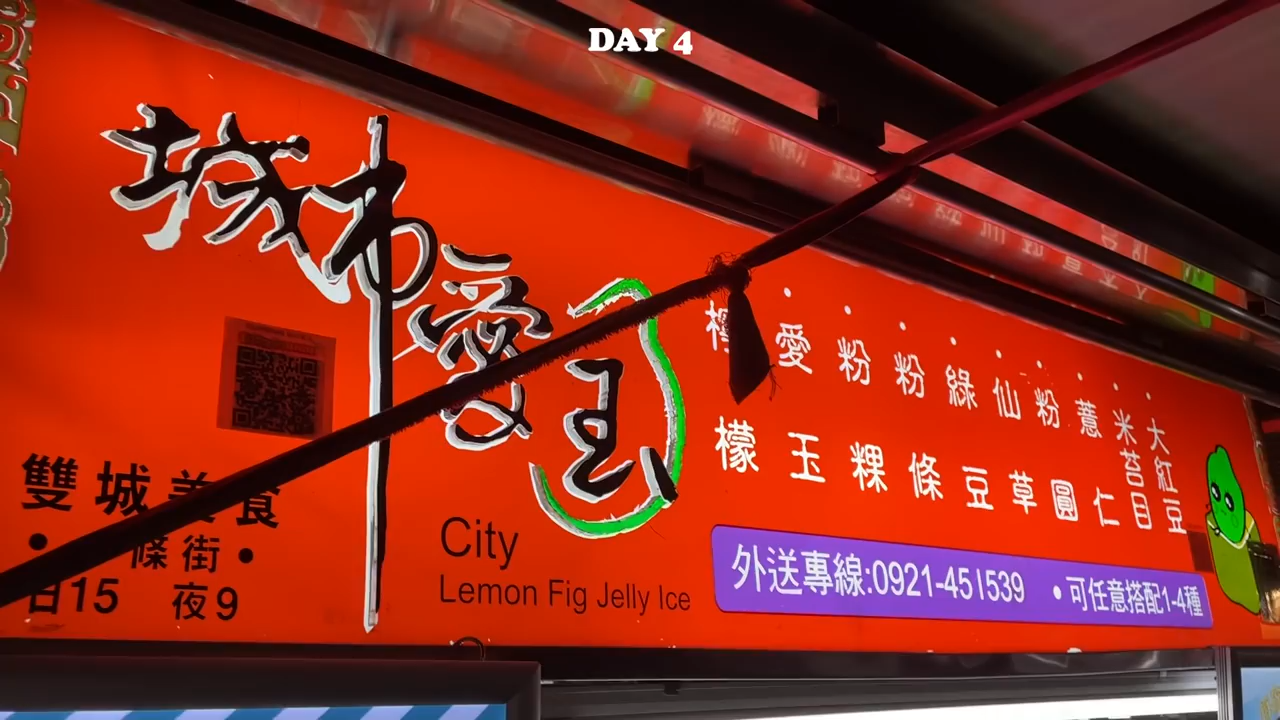 DAY 4
城市愛玉
City
Lemon Fig Jelly Ice
雙城美食
• 條街 •
日15 夜9
檸檬
愛玉
粉粿
粉條
綠豆
仙草
粉圓
薏仁
米苔目
大紅豆
外送專線:0921-451539 •可任意搭配1-4種